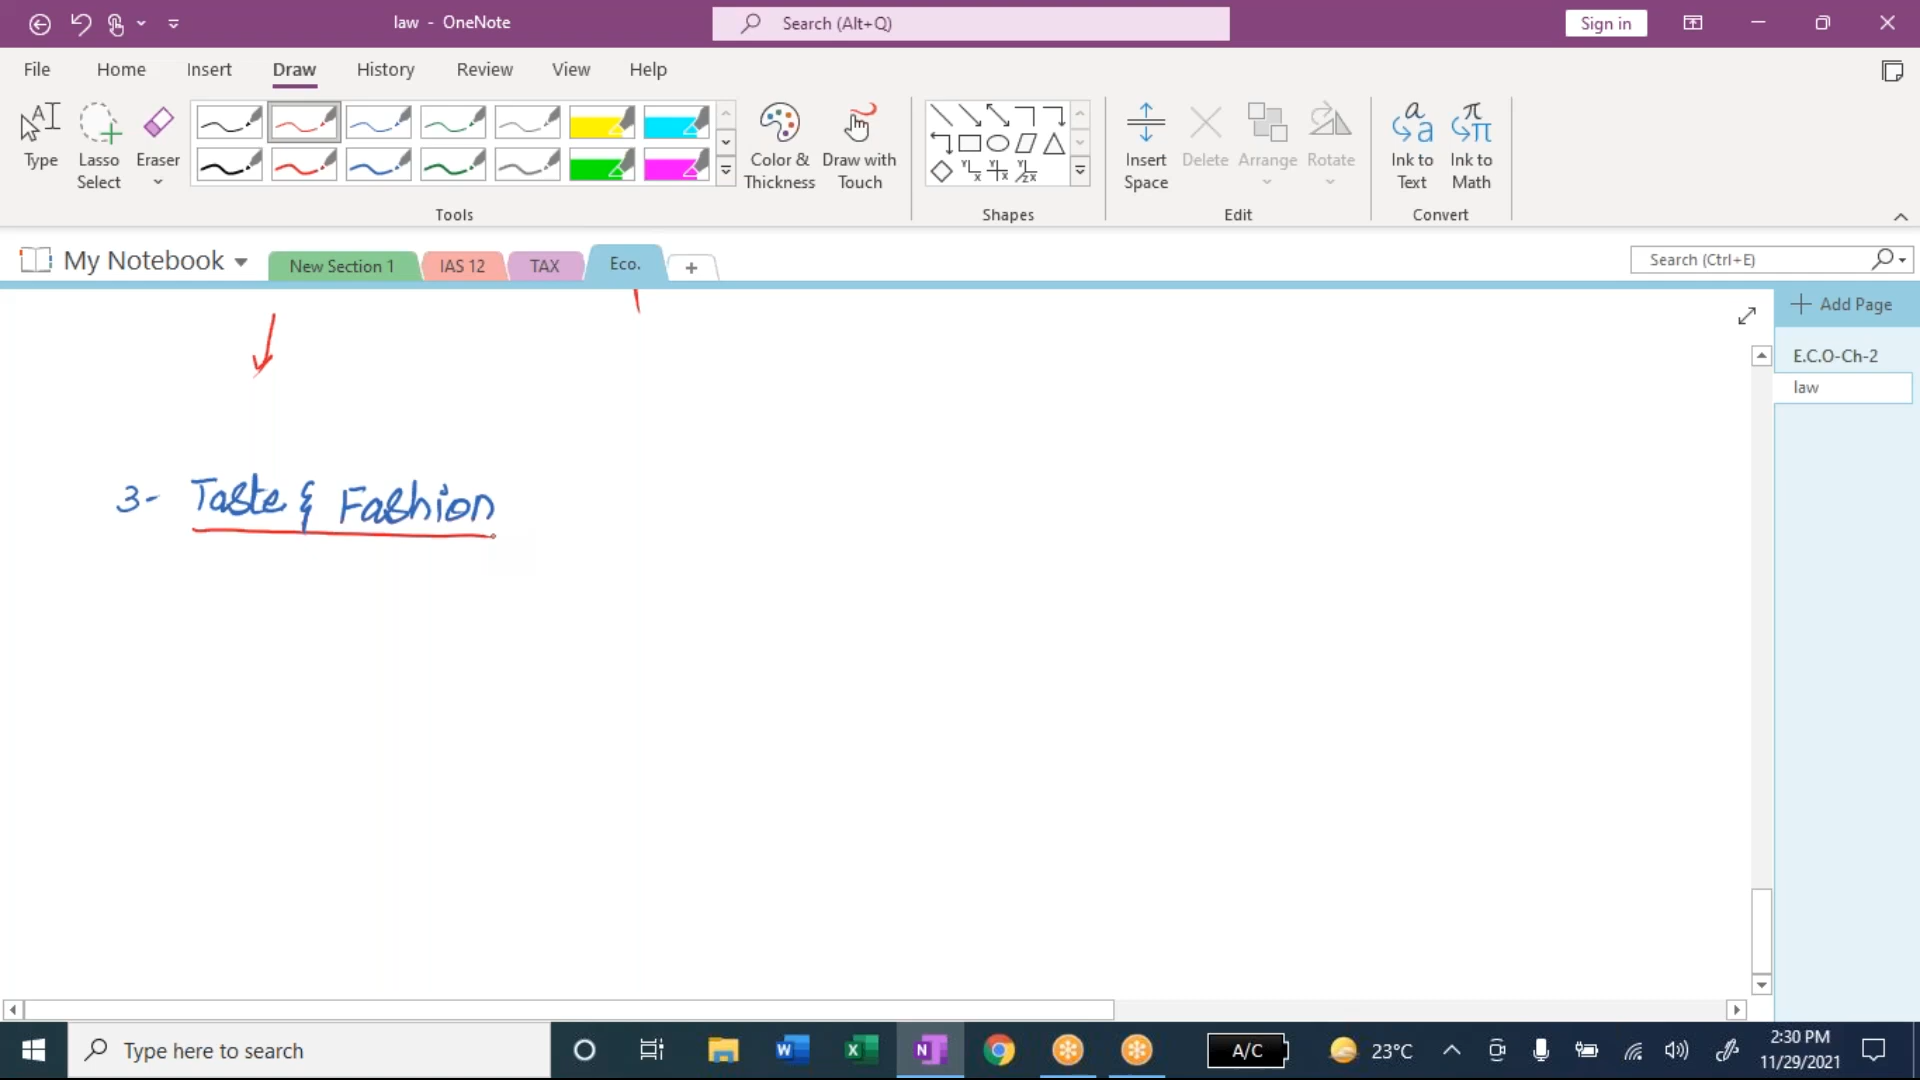 law - OneNote
Search (Alt+Q)
Sign in
File Home Insert Draw History Review View Help
Type
Lasso Select
Eraser
Color & Thickness
Draw with Touch
Insert Space
Delete
Arrange
Rotate
Ink to Text
Ink to Math
Tools
Shapes
Edit
Convert
My Notebook
New Section 1
IAS 12
TAX
Eco.
Search (Ctrl+E)
Add Page
E.C.O-Ch-2
law
3- Taste & Fashion
Type here to search
A/C
23°C
2:30 PM
11/29/2021